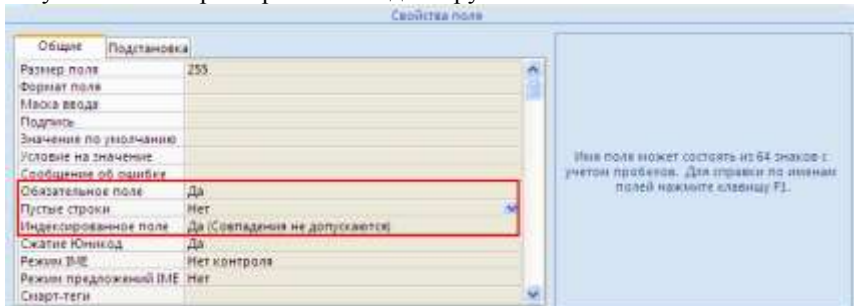 Свойства поля
Общие Подстановка
Размер поля 255
Формат поля
Маска ввода
Подпись
Значение по умолчанию
Условие на значение
Сообщение об ошибке
Обязательное поле Да
Пустые строки Нет
Индексированное поле Да (Совпадения не допускаются)
Сжатие Юникод Да
Режим IME Нет контроля
Режим предложений IME Нет
Смарт-теги
Имя поля может состоять из 64 знаков с
учетом пробелов. Для справки по именам
полей нажмите клавишу F1.